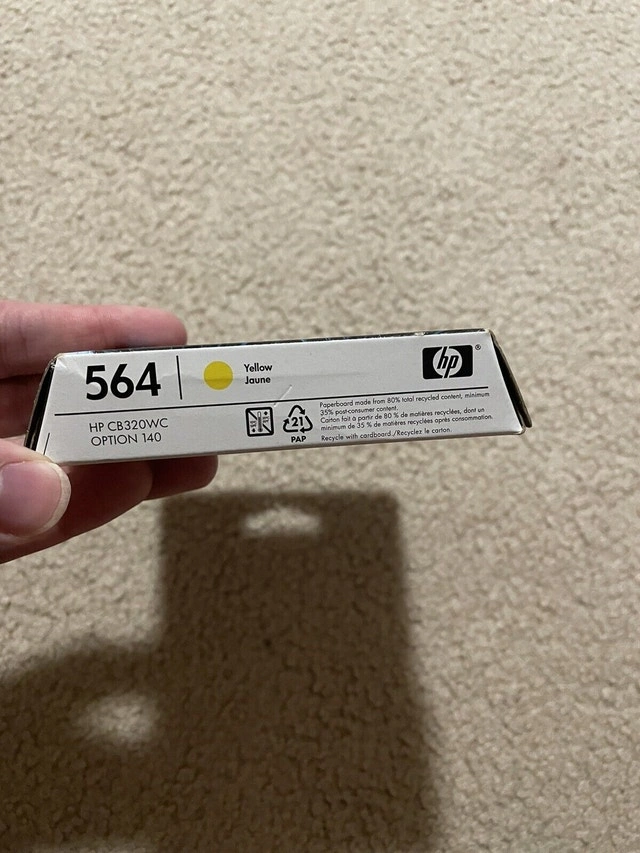 564
Yellow
Jaune
hp®
HP CB320WC
OPTION 140
21
PAP
Paperboard made from 80% total recycled content, minimum
35% post-consumer content.
Carton fait à partir de 80 % de matières recyclées, dont un
minimum de 35 % de matières recyclées après consommation.
Recycle with cardboard./Recyclez le carton.